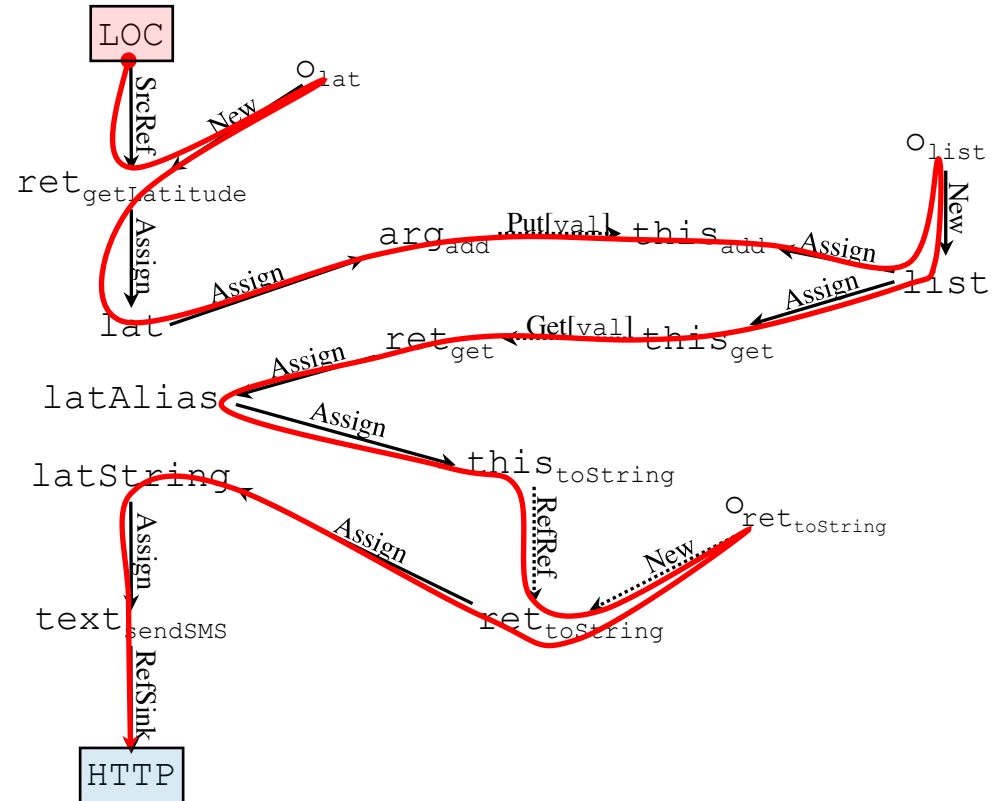 LOC
SrcRef
o_lat
New
o_list
New
ret_getLatitude
Assign
arg_add
Put[val]
this_add
Assign
list
Assign
Assign
lat
ret_get
Get[val]
this_get
Assign
latAlias
Assign
this_toString
latString
RefRef
o_ret_toString
Assign
Assign
New
text_sendSMS
ret_toString
RefSink
HTTP